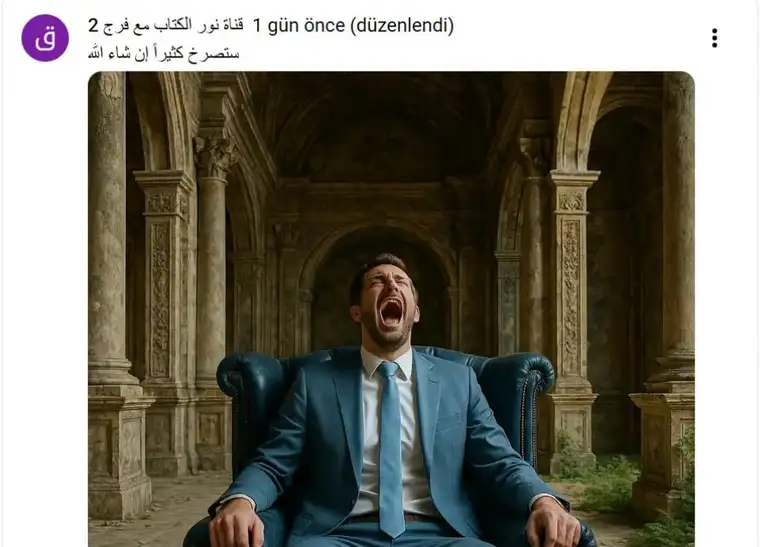 ق
قناة نور الكتاب مع فرج 2 1 gün önce (düzenlendi)
ستصرخ كثيراً إن شاء الله